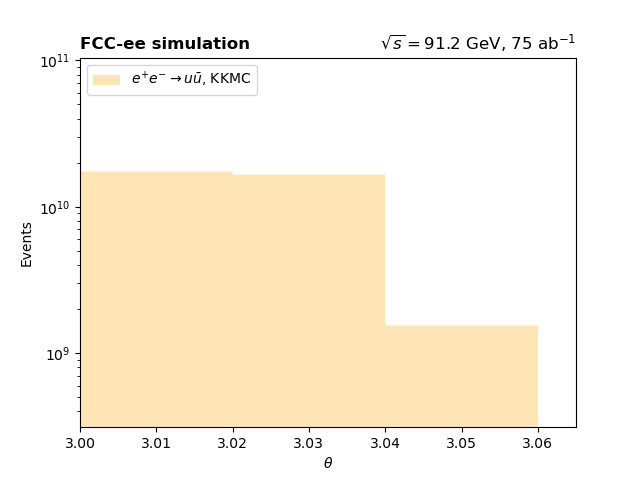 FCC-ee simulation
√s = 91.2 GeV, 75 ab⁻¹
e⁺e⁻ → uū, KKMC
10¹¹
10¹⁰
10⁹
Events
3.00 3.01 3.02 3.03 3.04 3.05 3.06
θ